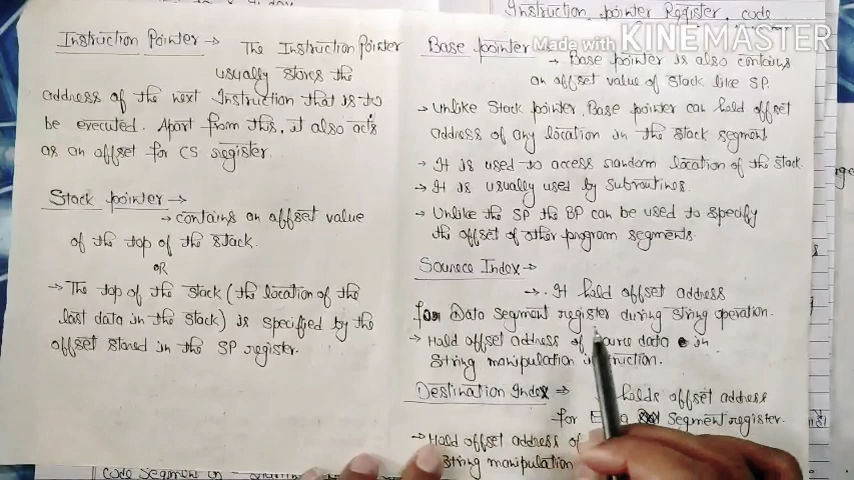 Instruction Pointer →
The Instruction Pointer
usually stores the
address of the next Instruction that is to
be executed. Apart from this, it also acts
as an offset for CS register.
Stack pointer →
→ contains an offset value
of the top of the stack.
OR
→ The top of the stack (the location of the
last data in the stack) is specified by the
offset stored in the SP register.
Instruction pointer Register, code
Made with KINEMASTER
Base pointer
→ Base pointer is also contains
an offset value of stack like SP.
- Unlike Stack pointer, Base pointer can hold offset
address of any location in the stack segment
- It is used to access random location of the stack.
- It is usually used by subroutines.
- Unlike the SP the BP can be used to specify
the offset of other program segments.
Source Index →
→ It hold offset address
for Data segment register during string operation.
→ Hold offset address of source data in
string manipulation instruction.
Destination Index →
holds offset address
for segment register.
→ Hold offset address of
string manipulation
code segment or